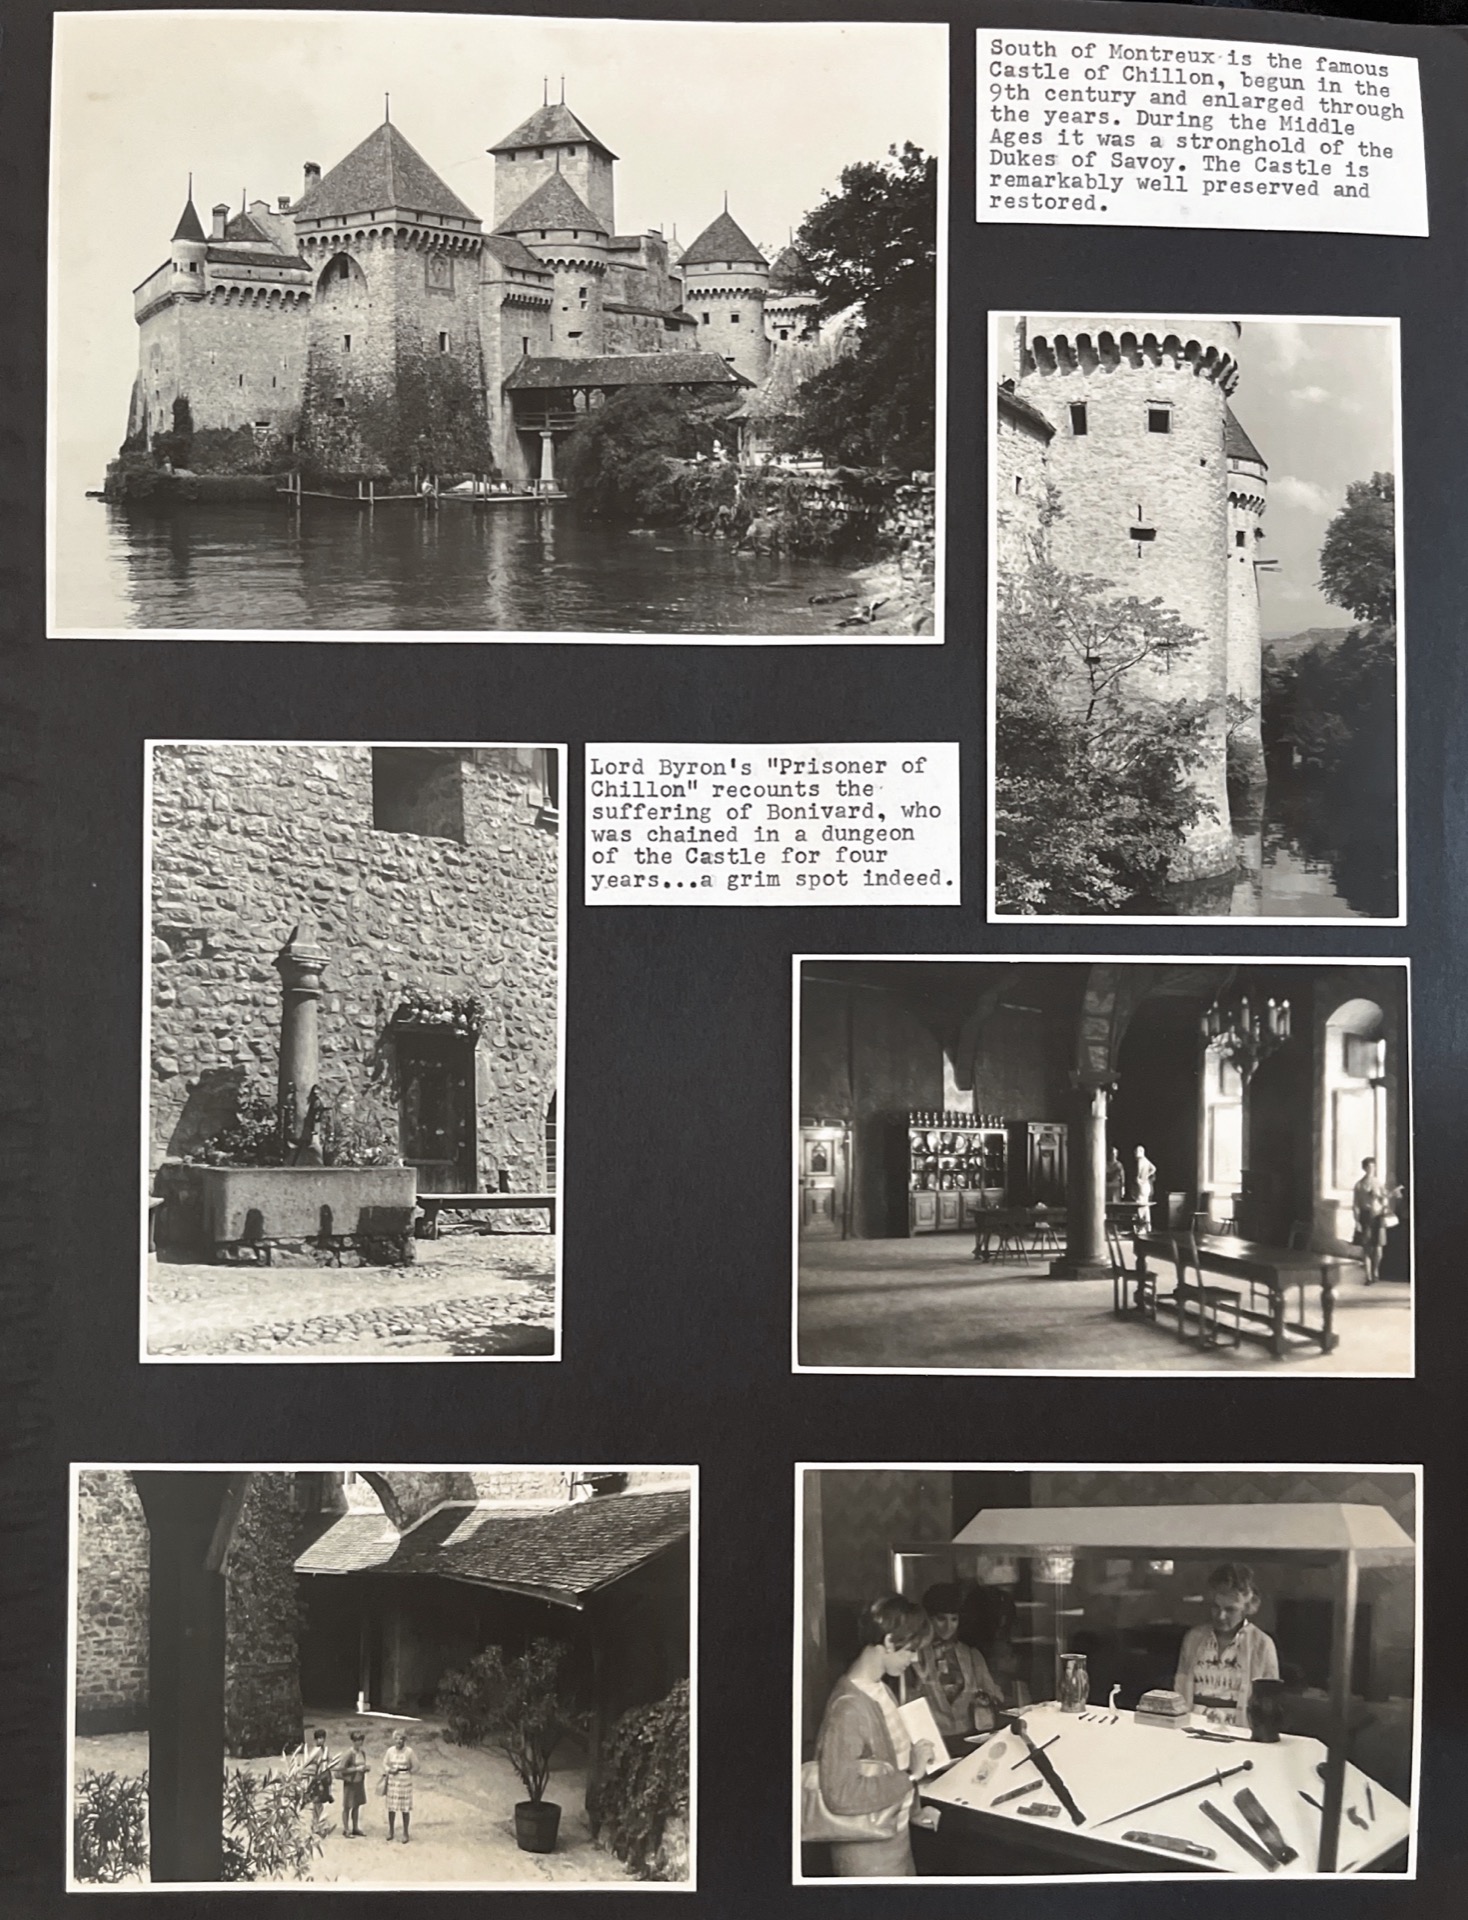 South of Montreux is the famous
Castle of Chillon, begun in the
9th century and enlarged through
the years. During the Middle
Ages it was a stronghold of the
Dukes of Savoy. The Castle is
remarkably well preserved and
restored.
Lord Byron's "Prisoner of
Chillon" recounts the
suffering of Bonivard, who
was chained in a dungeon
of the Castle for four
years...a grim spot indeed.